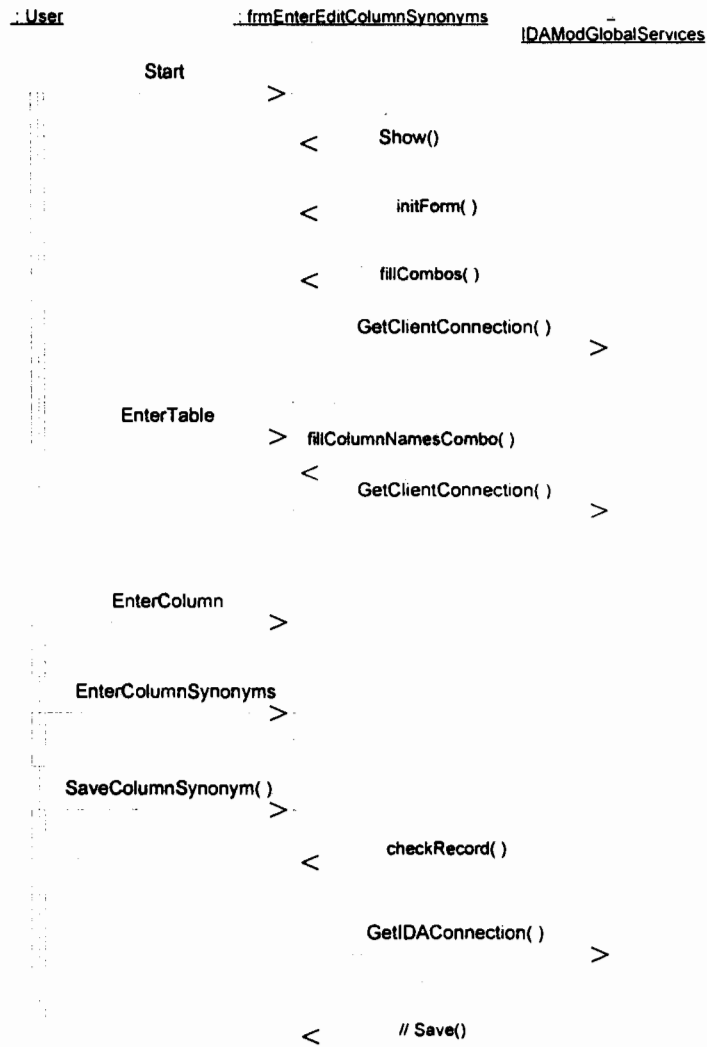 : User
: frmEnterEditColumnSynonyms
IDAModGlobalServices
Start
Show()
initForm( )
fillCombos( )
GetClientConnection( )
EnterTable
fillColumnNamesCombo( )
GetClientConnection( )
EnterColumn
EnterColumnSynonyms
SaveColumnSynonym( )
checkRecord( )
GetIDAConnection( )
// Save()